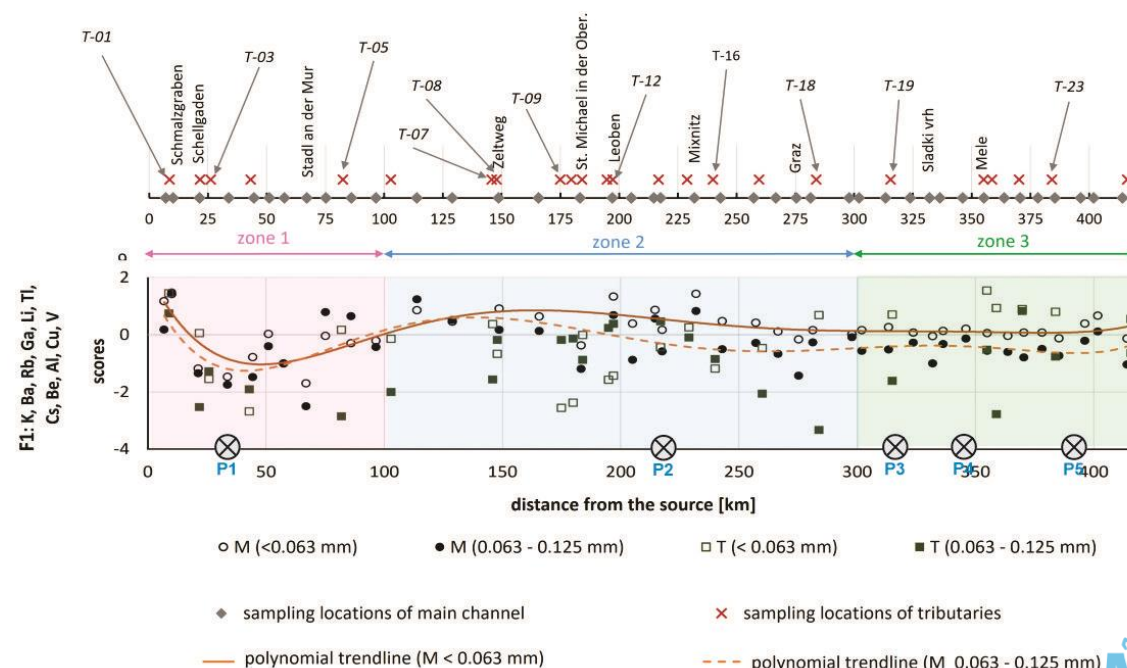 T-01
T-03
T-05
T-08
T-07
T-09
T-12
T-16
T-18
T-19
T-23
Schmalzgraben
Schellgaden
Stadl an der Mur
Zeltweg
St. Michael in der Ober.
Leoben
Mixnitz
Graz
Sladki vrh
Mele
0 25 50 75 100 125 150 175 200 225 250 275 300 325 350 375 400
zone 1 zone 2 zone 3
2
0
-2
-4
scores
F1: K, Ba, Rb, Ga, Li, Tl,
Cs, Be, Al, Cu, V
0 50 100 150 200 250 300 350 400
P1 P2 P3 P4 P5
distance from the source [km]
M (<0.063 mm) M (0.063 - 0.125 mm) T (< 0.063 mm) T (0.063 - 0.125 mm)
sampling locations of main channel sampling locations of tributaries
polynomial trendline (M < 0.063 mm) polynomial trendline (M 0.063 - 0.125 mm)